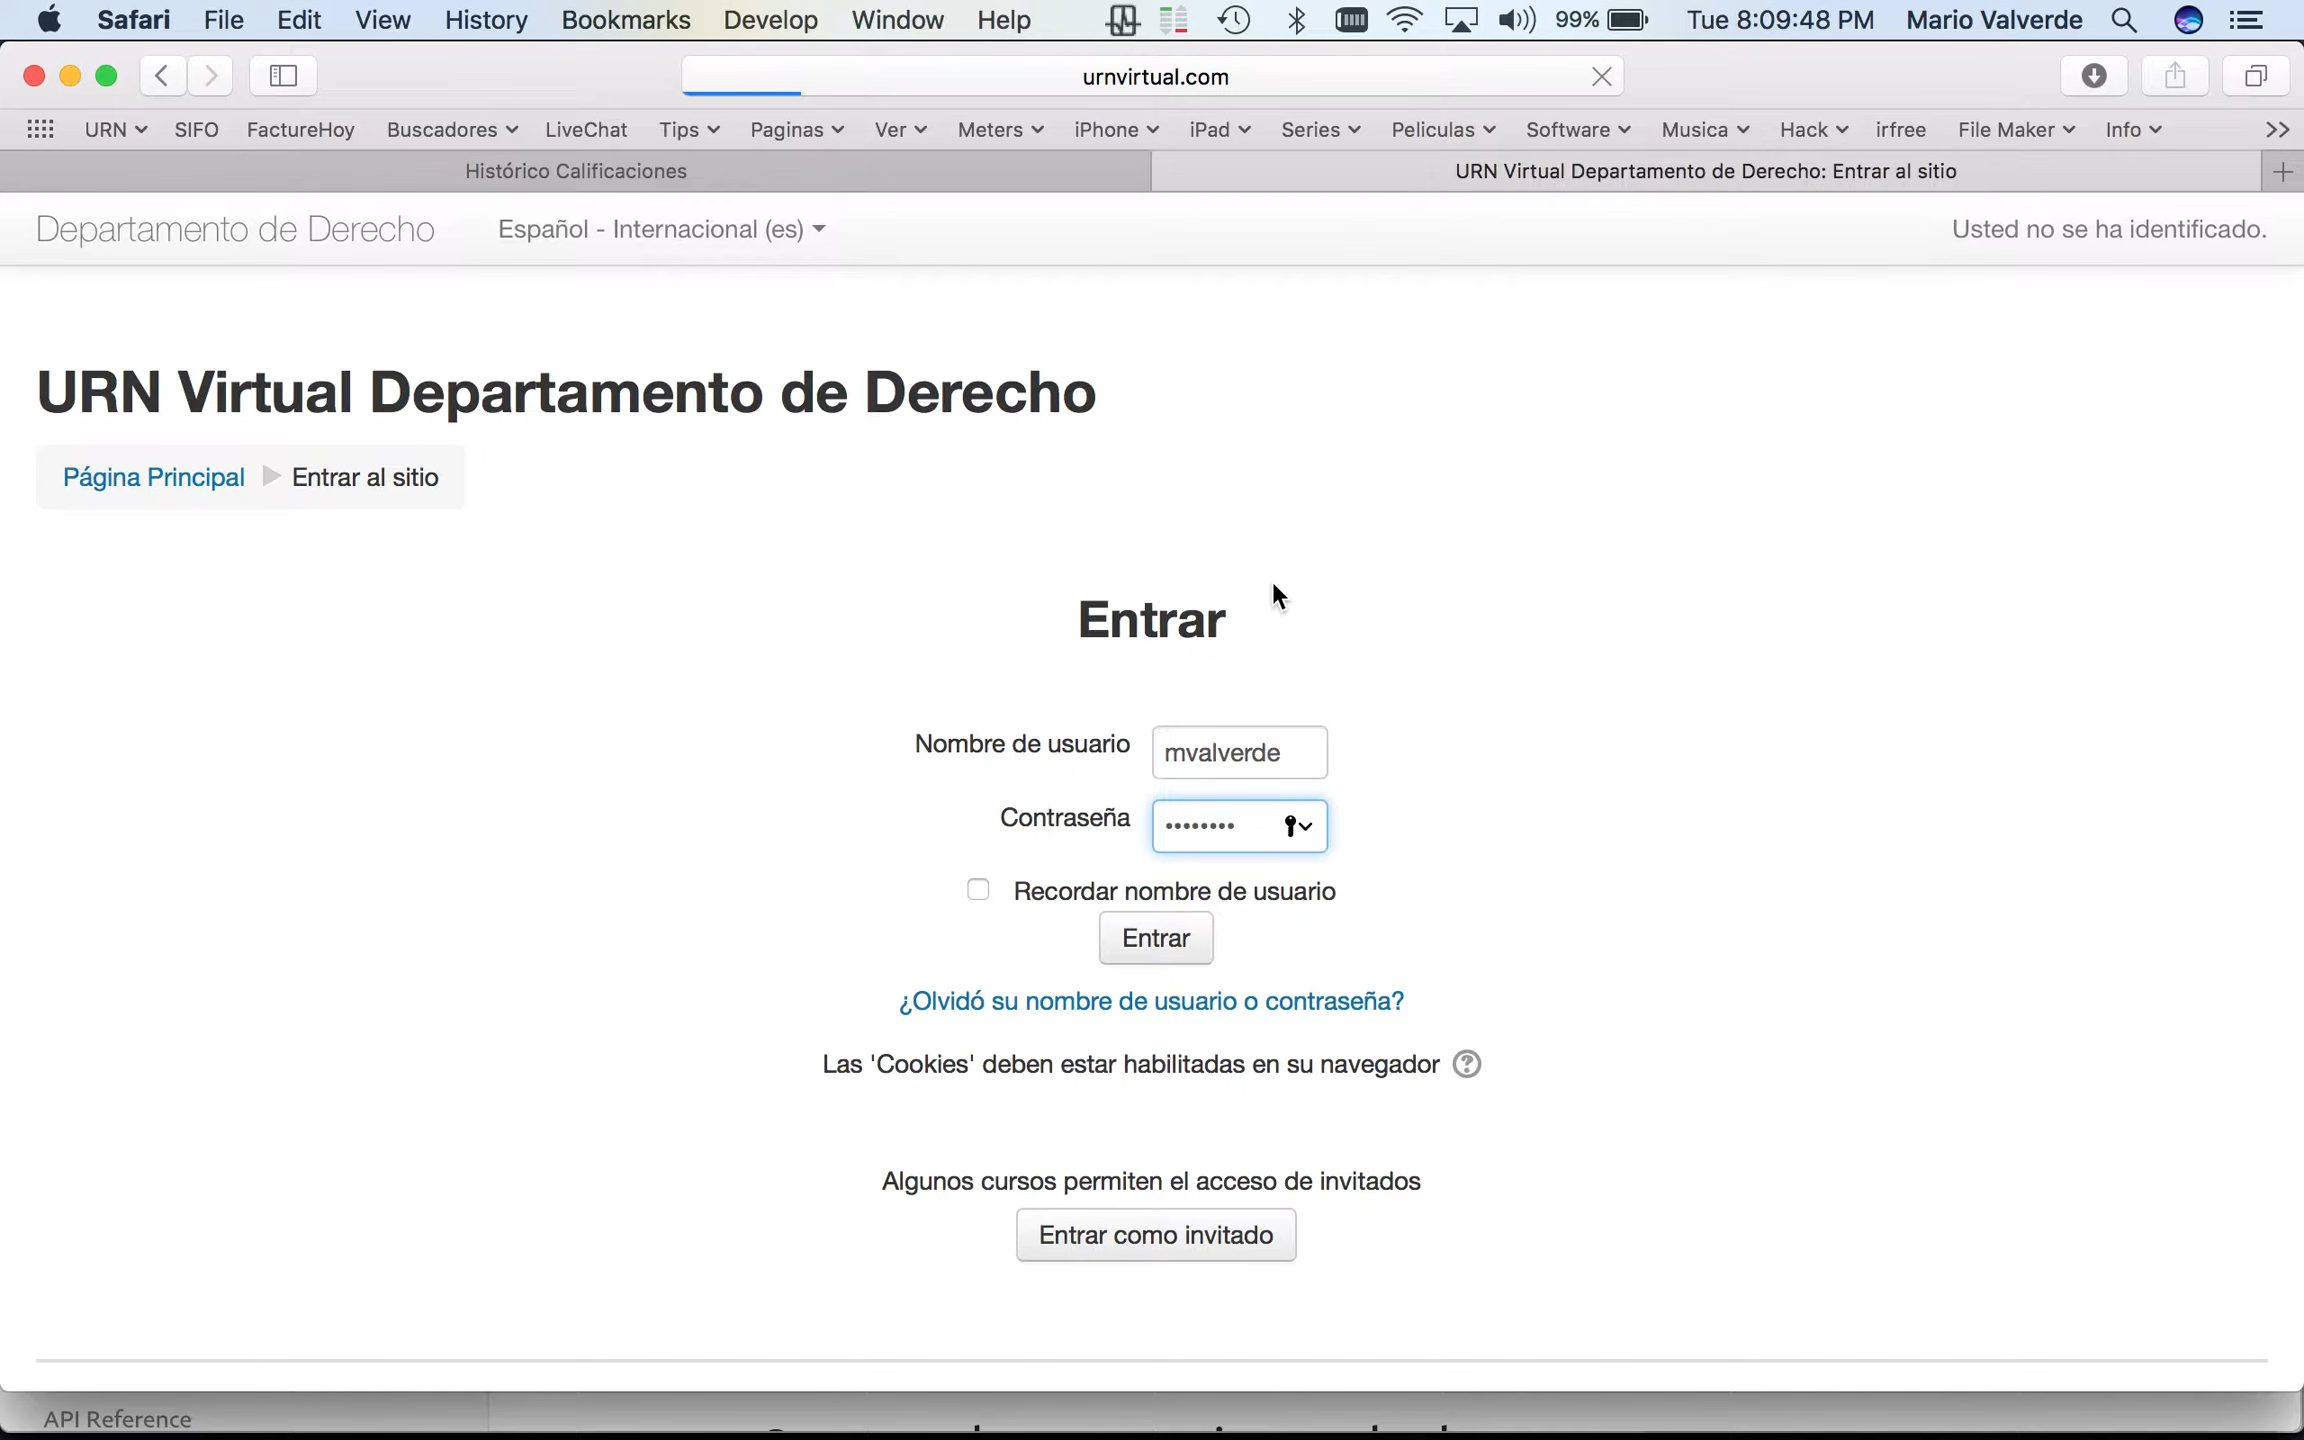 Safari File Edit View History Bookmarks Develop Window Help 99% Tue 8:09:48 PM Mario Valverde
urnvirtual.com
URN SIFO FactureHoy Buscadores LiveChat Tips Paginas Ver Meters iPhone iPad Series Peliculas Software Musica Hack irfree File Maker Info
Histórico Calificaciones URN Virtual Departamento de Derecho: Entrar al sitio
Departamento de Derecho Español - Internacional (es) Usted no se ha identificado.
URN Virtual Departamento de Derecho
Página Principal Entrar al sitio
Entrar
Nombre de usuario mvalverde
Contraseña ••••••••
Recordar nombre de usuario
Entrar
¿Olvidó su nombre de usuario o contraseña?
Las 'Cookies' deben estar habilitadas en su navegador
Algunos cursos permiten el acceso de invitados
Entrar como invitado
API Reference